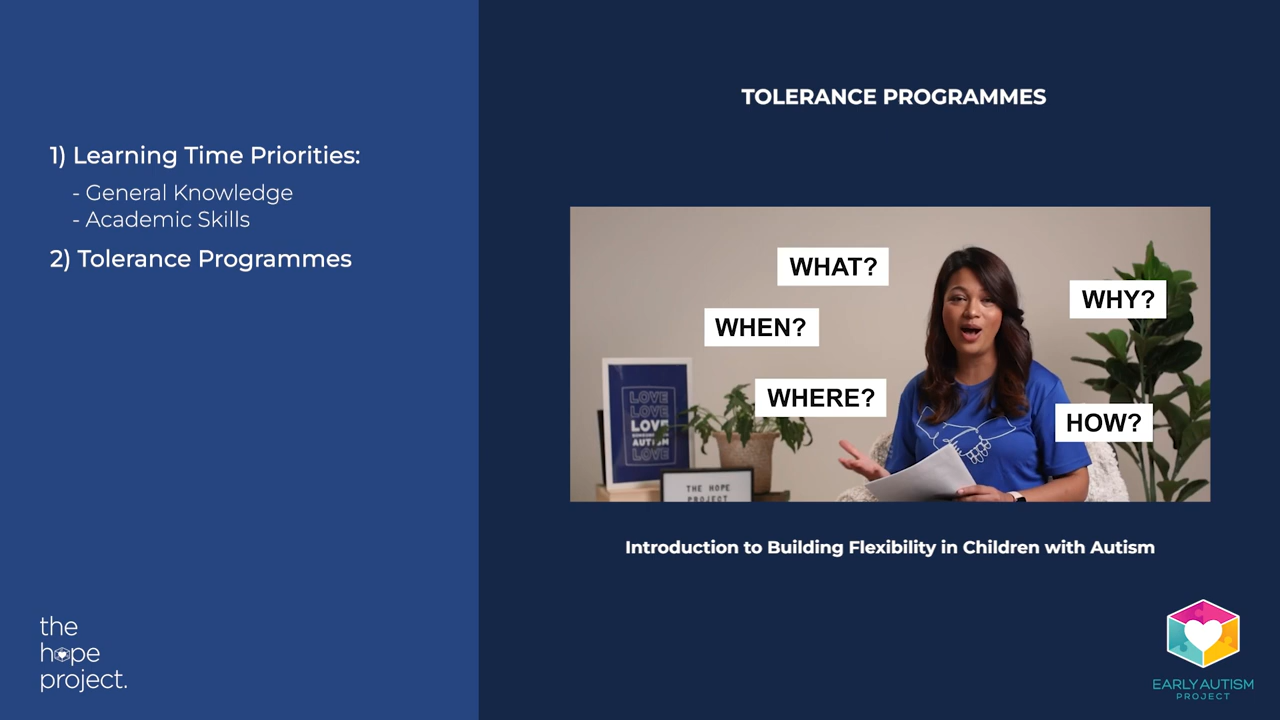 1) Learning Time Priorities:
- General Knowledge
- Academic Skills
2) Tolerance Programmes
the
hope
project.
TOLERANCE PROGRAMMES
WHAT?
WHY?
WHEN?
WHERE?
HOW?
LOVE
LOVE
LOVE
AUTISM
LOVE
THE HOPE
PROJECT
Introduction to Building Flexibility in Children with Autism
EARLY AUTISM
PROJECT